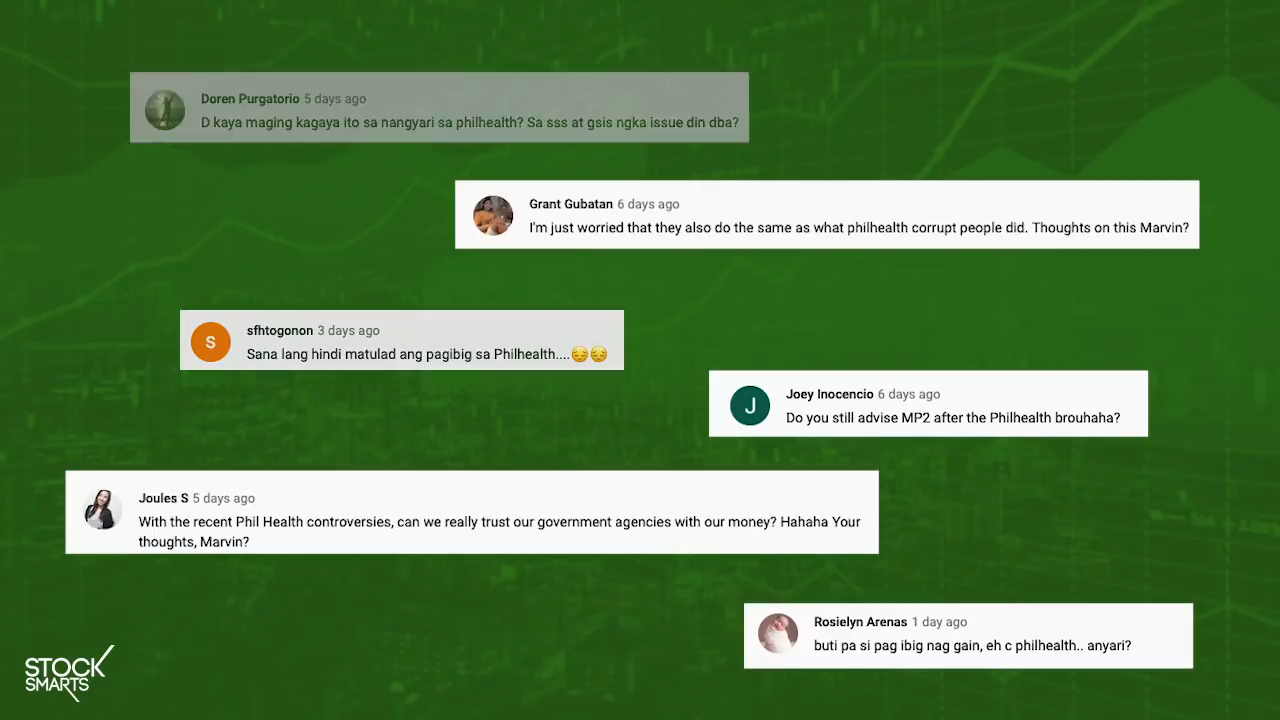 Doren Purgatorio 5 days ago
D kaya maging kagaya ito sa nangyari sa philhealth? Sa sss at gsis ngka issue din dba?
Grant Gubatan 6 days ago
I'm just worried that they also do the same as what philhealth corrupt people did. Thoughts on this Marvin?
S
sfhtogonon 3 days ago
Sana lang hindi matulad ang pagibig sa Philhealth....😔😔
J
Joey Inocencio 6 days ago
Do you still advise MP2 after the Philhealth brouhaha?
Joules S 5 days ago
With the recent Phil Health controversies, can we really trust our government agencies with our money? Hahaha Your
thoughts, Marvin?
Rosielyn Arenas 1 day ago
buti pa si pag ibig nag gain, eh c philhealth.. anyari?
STOCK
SMARTS